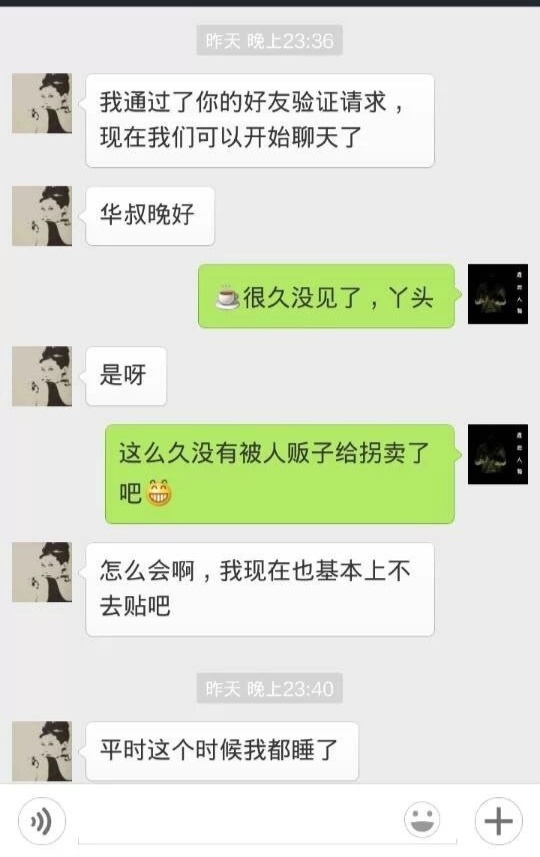 昨天 晚上23:36
我通过了你的好友验证请求，
现在我们可以开始聊天了
华叔晚好
很久没见了，丫头
是呀
这么久没有被人贩子给拐卖了
吧
怎么会啊，我现在也基本上不
去贴吧
昨天 晚上23:40
平时这个时候我都睡了